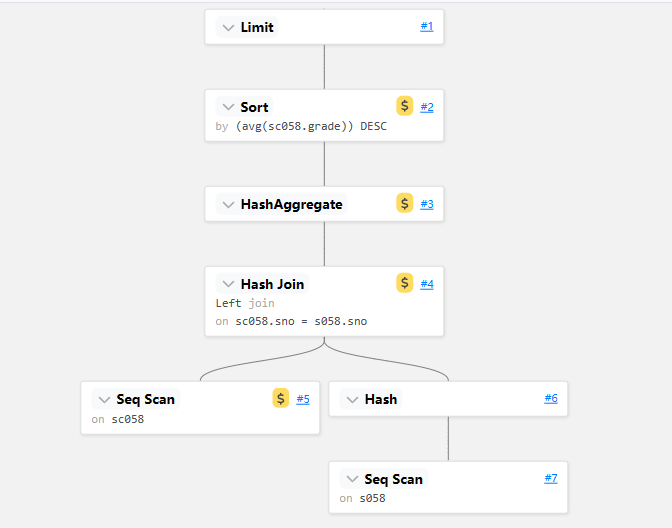 Limit #1
Sort $ #2
by (avg(sc058.grade)) DESC
HashAggregate $ #3
Hash Join $ #4
Left join
on sc058.sno = s058.sno
Seq Scan $ #5
on sc058
Hash #6
Seq Scan #7
on s058